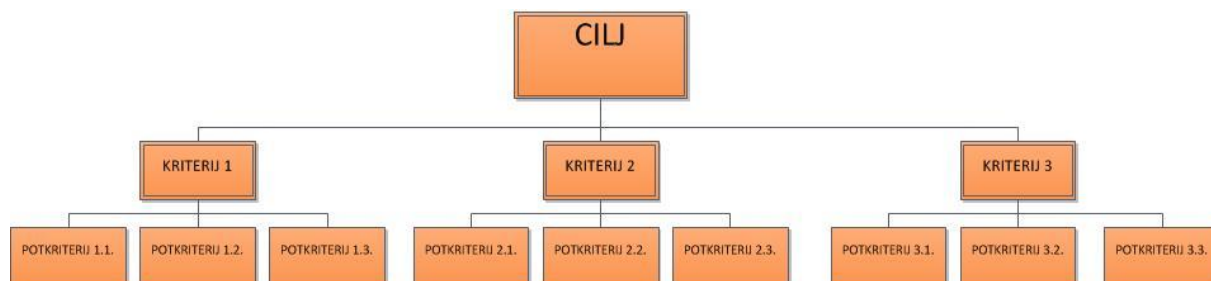 CILJ
KRITERIJ 1
KRITERIJ 2
KRITERIJ 3
POTKRITERIJ 1.1.
POTKRITERIJ 1.2.
POTKRITERIJ 1.3.
POTKRITERIJ 2.1.
POTKRITERIJ 2.2.
POTKRITERIJ 2.3.
POTKRITERIJ 3.1.
POTKRITERIJ 3.2.
POTKRITERIJ 3.3.